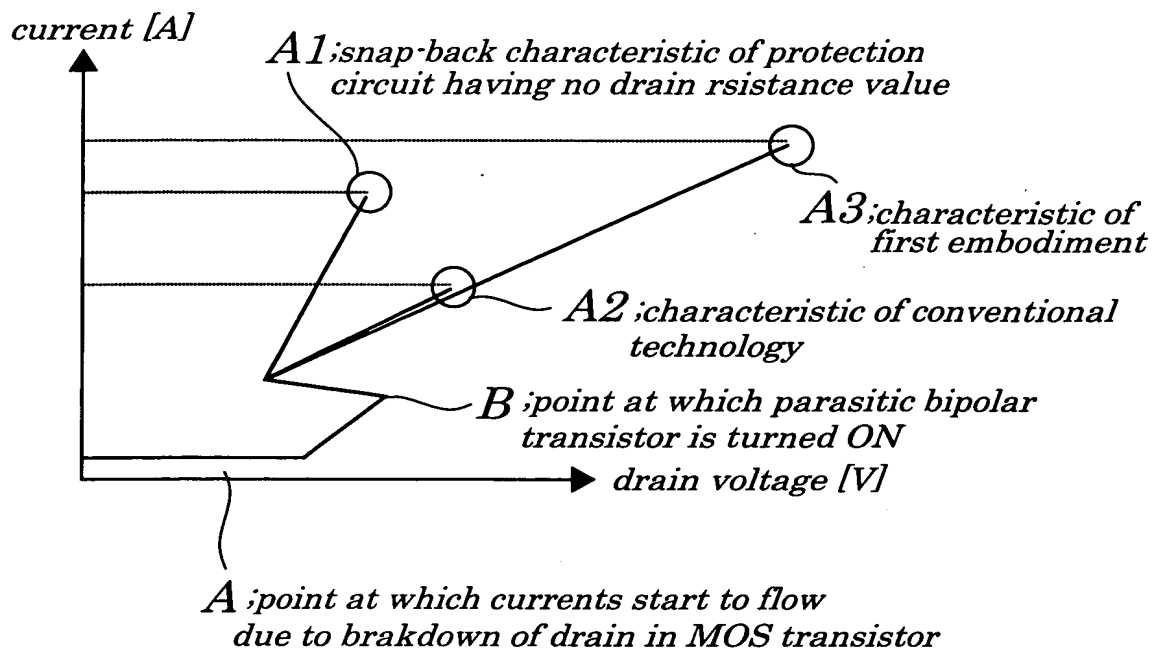 current [A]
A1;snap-back characteristic of protection
circuit having no drain rsistance value
A3;characteristic of
first embodiment
A2;characteristic of conventional
technology
B;point at which parasitic bipolar
transistor is turned ON
drain voltage [V]
A;point at which currents start to flow
due to brakdown of drain in MOS transistor